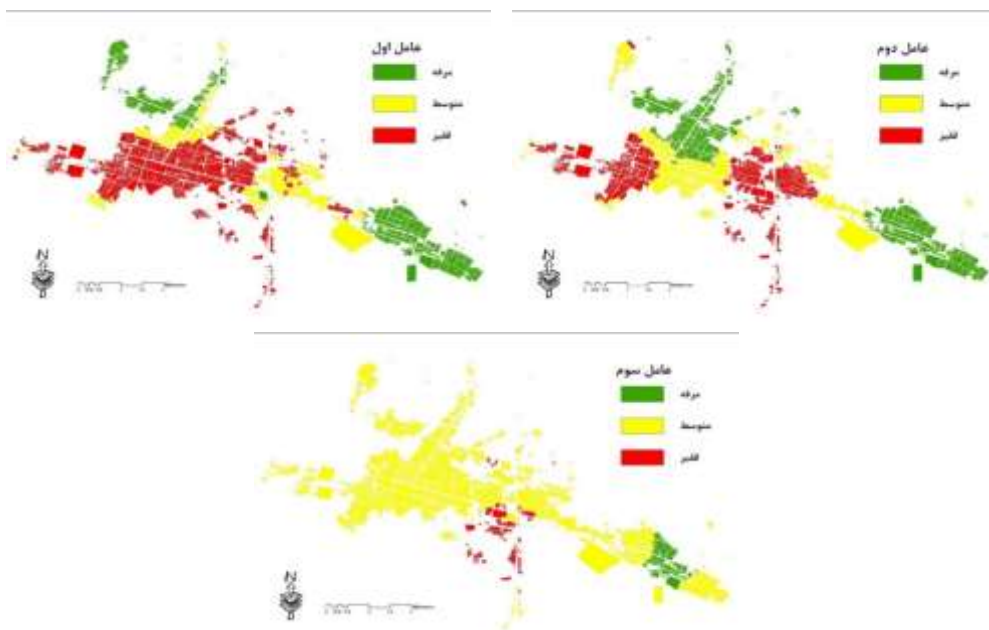 عامل اول
مرفه
متوسط
فقیر
N
عامل دوم
مرفه
متوسط
فقیر
N
عامل سوم
مرفه
متوسط
فقیر
N